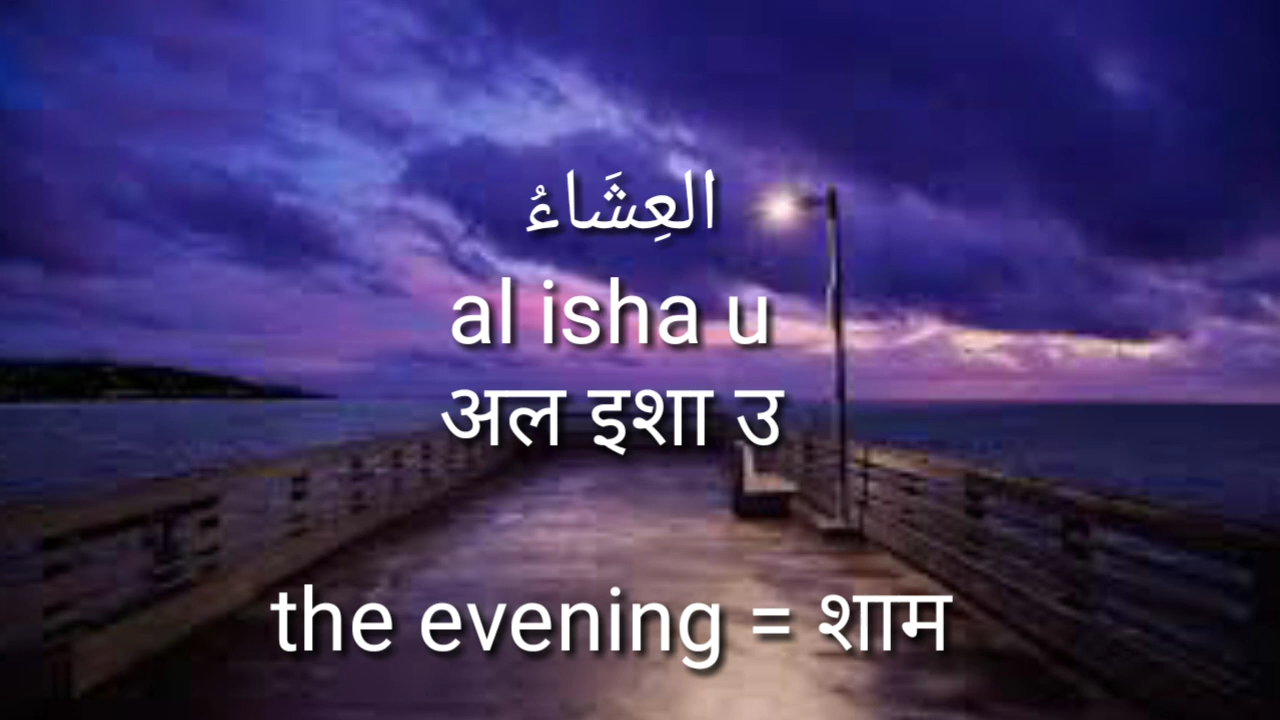 العِشَاءُ
al isha u
अल इशा उ
the evening = शाम